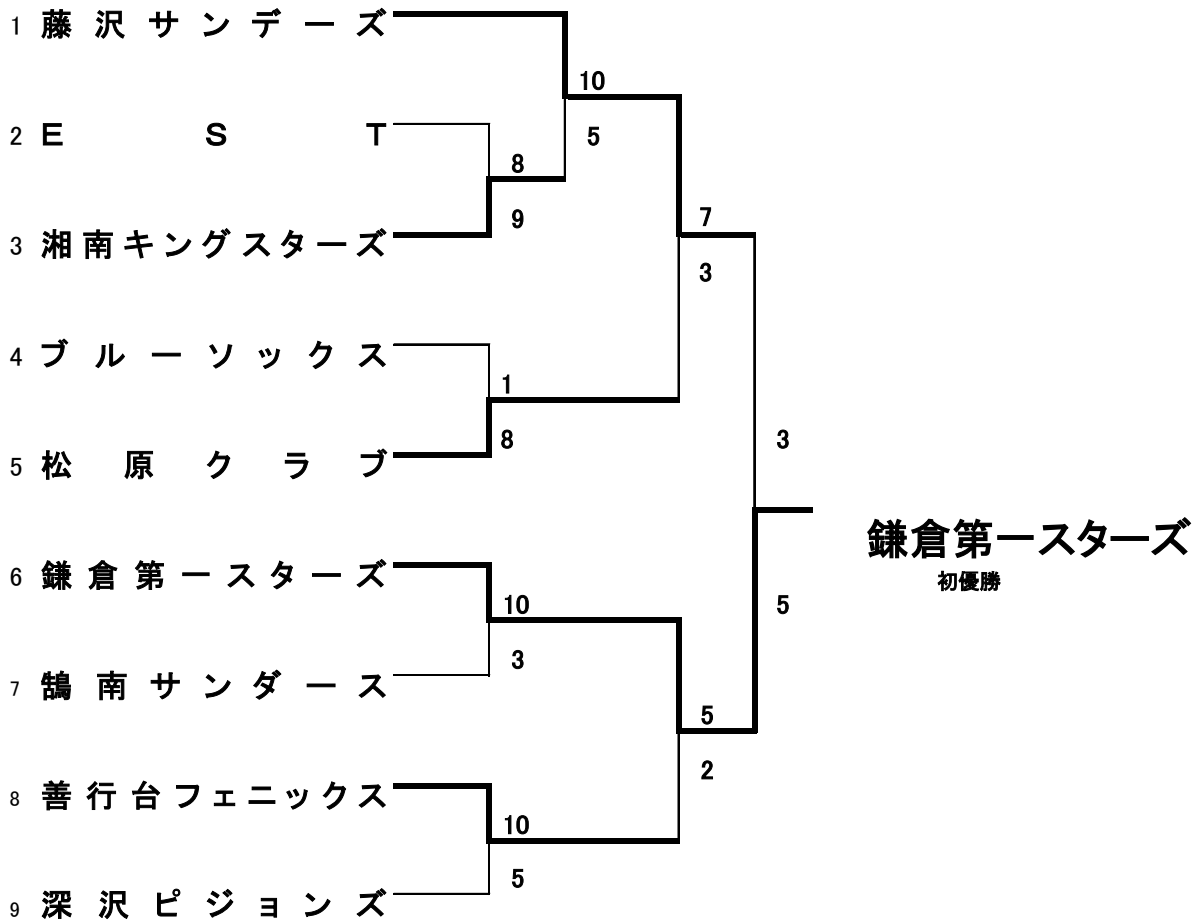 1 藤沢サンデーズ
10
2 EST
5
8
3 湘南キングスターズ
9
7
3
4 ブルーソックス
1
5 松原クラブ
8
3
鎌倉第一スターズ
初優勝
6 鎌倉第一スターズ
10
5
7 鵠南サンダース
3
5
2
8 善行台フェニックス
10
9 深沢ピジョンズ
5